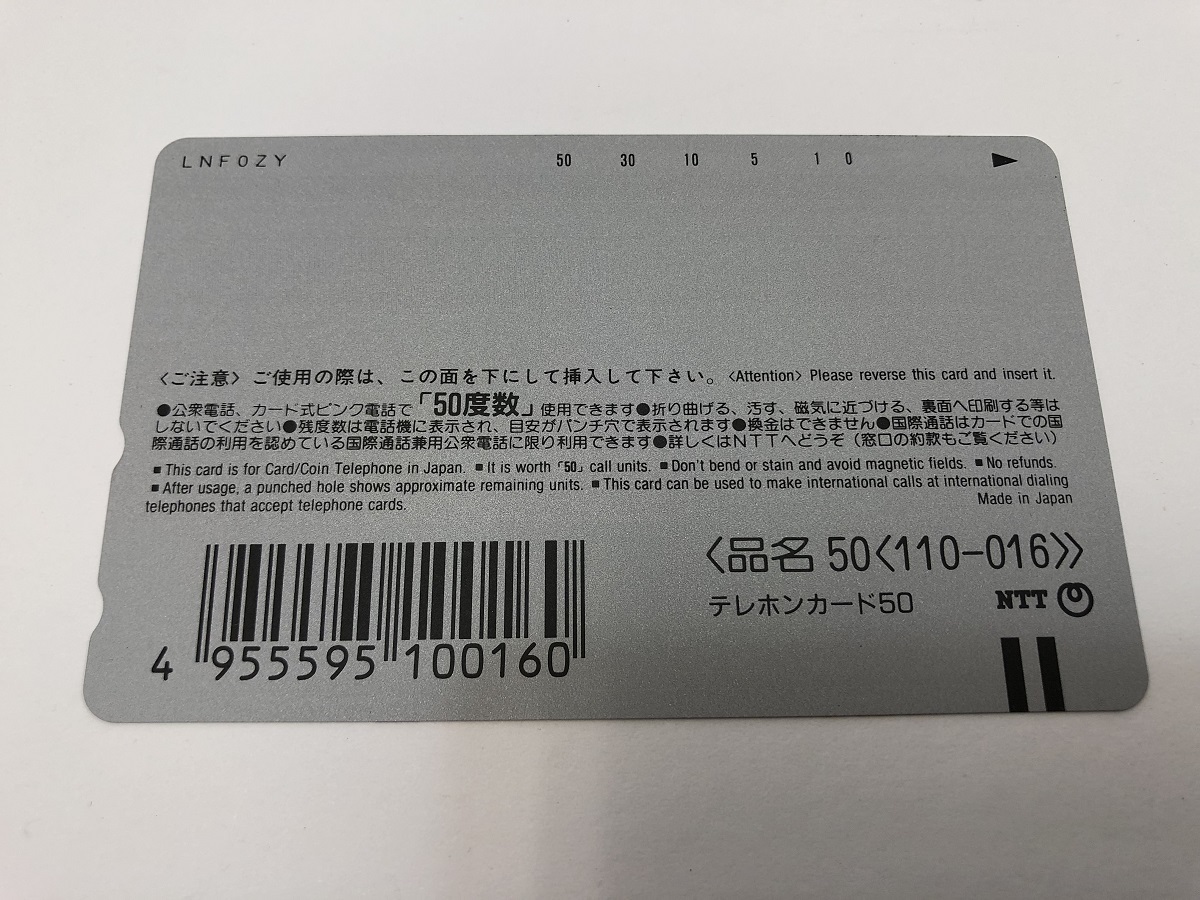 LNF0ZY 50 30 10 5 1 0
〈ご注意〉ご使用の際は、この面を下にして挿入して下さい。〈Attention〉Please reverse this card and insert it.
●公衆電話、カード式ピンク電話で「50度数」使用できます●折り曲げる、汚す、磁気に近づける、裏面へ印刷する等は
しないでください●残度数は電話機に表示され、目安がパンチ穴で表示されます●換金はできません●国際通話はカードでの国
際通話の利用を認めている国際通話兼用公衆電話に限り利用できます●詳しくはNTTへどうぞ（窓口の約款もご覧ください）
■This card is for Card/Coin Telephone in Japan. ■It is worth「50」call units. ■Don't bend or stain and avoid magnetic fields. ■No refunds.
■After usage, a punched hole shows approximate remaining units. ■This card can be used to make international calls at international dialing
telephones that accept telephone cards. Made in Japan
〈品名 50〈110-016〉〉
テレホンカード50 NTT
4 955595 100160